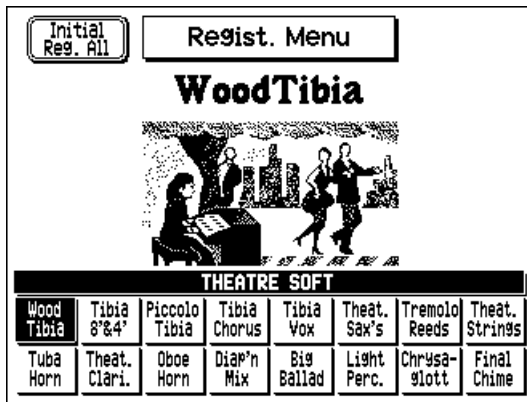 Initial
Reg. All
Regist. Menu
WoodTibia
THEATRE SOFT
Wood Tibia
Tibia 8'&4'
Piccolo Tibia
Tibia Chorus
Tibia Vox
Theat. Sax's
Tremolo Reeds
Theat. Strings
Tuba Horn
Theat. Clari.
Oboe Horn
Diap'n Mix
Big Ballad
Light Perc.
Chrysa-glott
Final Chime